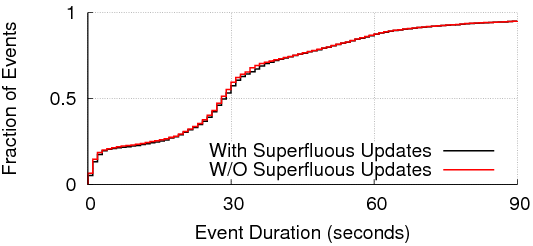 Fraction of Events
1
0.5
0
With Superfluous Updates
W/O Superfluous Updates
0 30 60 90
Event Duration (seconds)